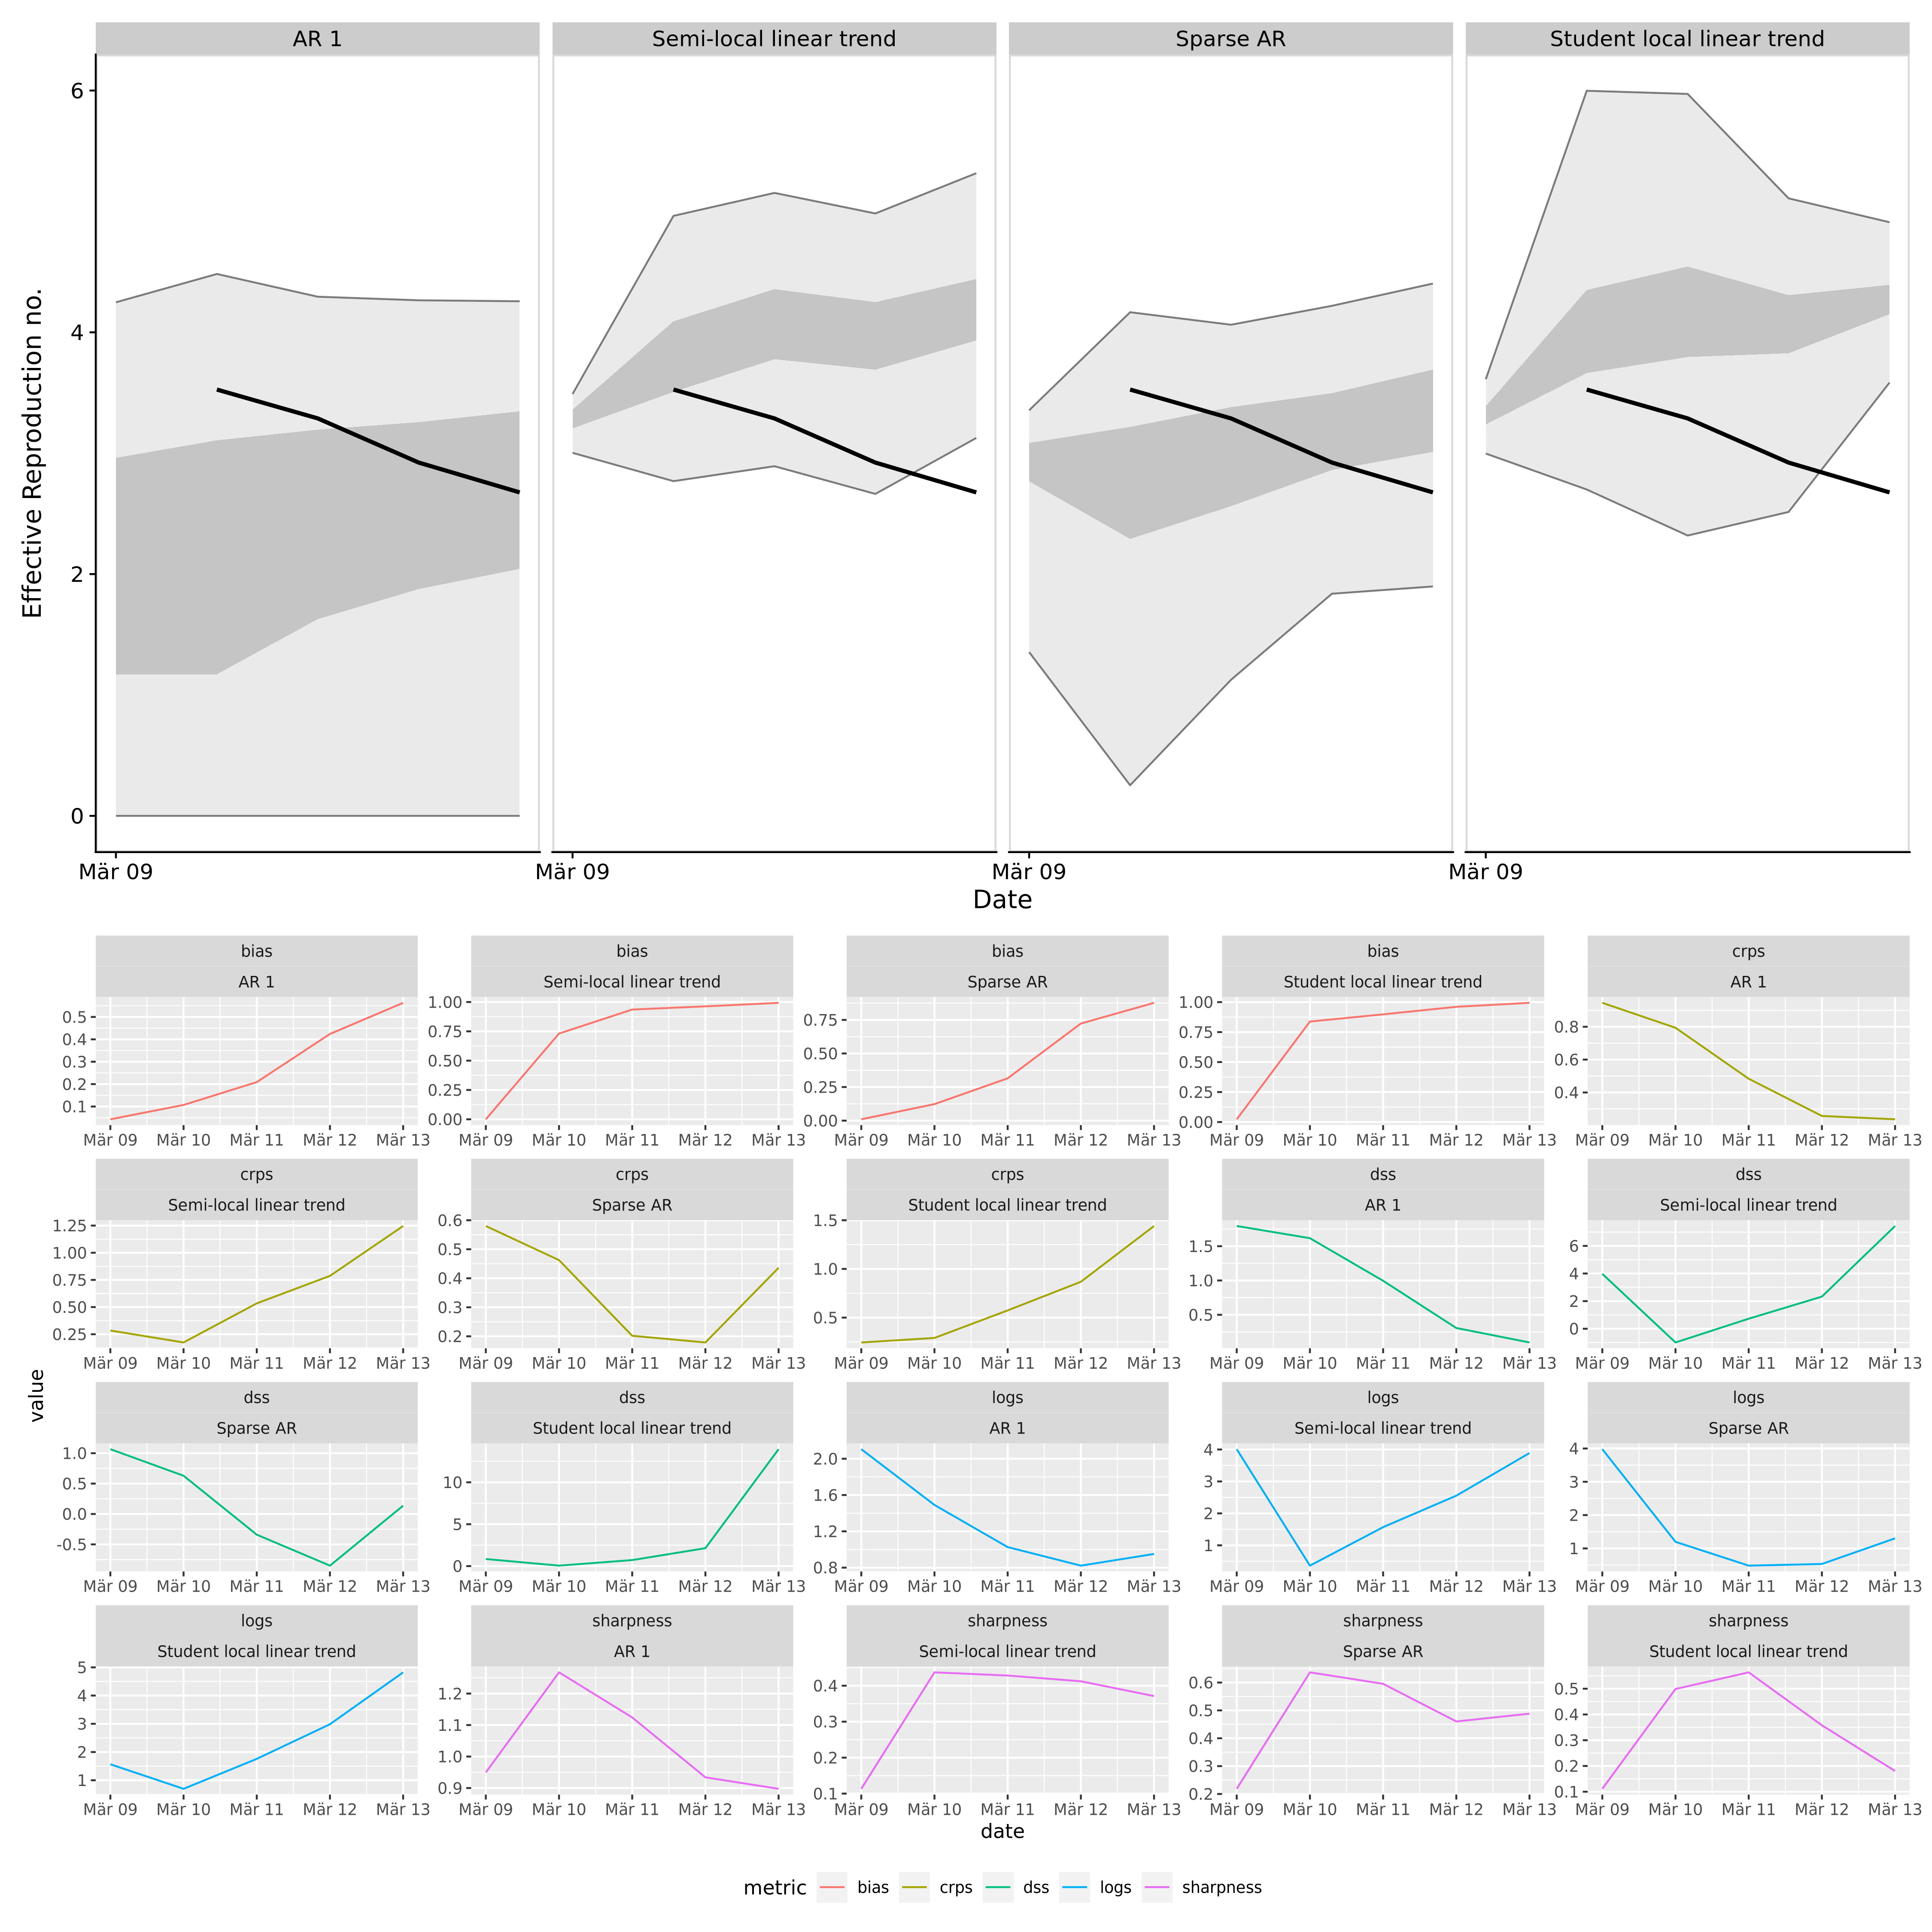 AR 1 Semi-local linear trend Sparse AR Student local linear trend
Effective Reproduction no.
6
4
2
0
Mär 09 Mär 09 Mär 09 Mär 09
Date
bias bias bias bias crps
AR 1 Semi-local linear trend Sparse AR Student local linear trend AR 1
0.5 0.4 0.3 0.2 0.1
1.00 0.75 0.50 0.25 0.00
0.75 0.50 0.25 0.00
1.00 0.75 0.50 0.25 0.00
0.8 0.6 0.4
Mär 09 Mär 10 Mär 11 Mär 12 Mär 13 Mär 09 Mär 10 Mär 11 Mär 12 Mär 13 Mär 09 Mär 10 Mär 11 Mär 12 Mär 13 Mär 09 Mär 10 Mär 11 Mär 12 Mär 13 Mär 09 Mär 10 Mär 11 Mär 12 Mär 13
crps crps crps dss dss
Semi-local linear trend Sparse AR Student local linear trend AR 1 Semi-local linear trend
1.25 1.00 0.75 0.50 0.25
0.6 0.5 0.4 0.3 0.2
1.5 1.0 0.5
1.5 1.0 0.5
6 4 2 0
Mär 09 Mär 10 Mär 11 Mär 12 Mär 13 Mär 09 Mär 10 Mär 11 Mär 12 Mär 13 Mär 09 Mär 10 Mär 11 Mär 12 Mär 13 Mär 09 Mär 10 Mär 11 Mär 12 Mär 13 Mär 09 Mär 10 Mär 11 Mär 12 Mär 13
value
dss dss logs logs logs
Sparse AR Student local linear trend AR 1 Semi-local linear trend Sparse AR
1.0 0.5 0.0 -0.5
10 5 0
2.0 1.6 1.2 0.8
4 3 2 1
4 3 2 1
Mär 09 Mär 10 Mär 11 Mär 12 Mär 13 Mär 09 Mär 10 Mär 11 Mär 12 Mär 13 Mär 09 Mär 10 Mär 11 Mär 12 Mär 13 Mär 09 Mär 10 Mär 11 Mär 12 Mär 13 Mär 09 Mär 10 Mär 11 Mär 12 Mär 13
logs sharpness sharpness sharpness sharpness
Student local linear trend AR 1 Semi-local linear trend Sparse AR Student local linear trend
5 4 3 2 1
1.2 1.1 1.0 0.9
0.4 0.3 0.2 0.1
0.6 0.5 0.4 0.3 0.2
0.5 0.4 0.3 0.2 0.1
Mär 09 Mär 10 Mär 11 Mär 12 Mär 13 Mär 09 Mär 10 Mär 11 Mär 12 Mär 13 Mär 09 Mär 10 Mär 11 Mär 12 Mär 13 Mär 09 Mär 10 Mär 11 Mär 12 Mär 13 Mär 09 Mär 10 Mär 11 Mär 12 Mär 13
date
metric bias crps dss logs sharpness